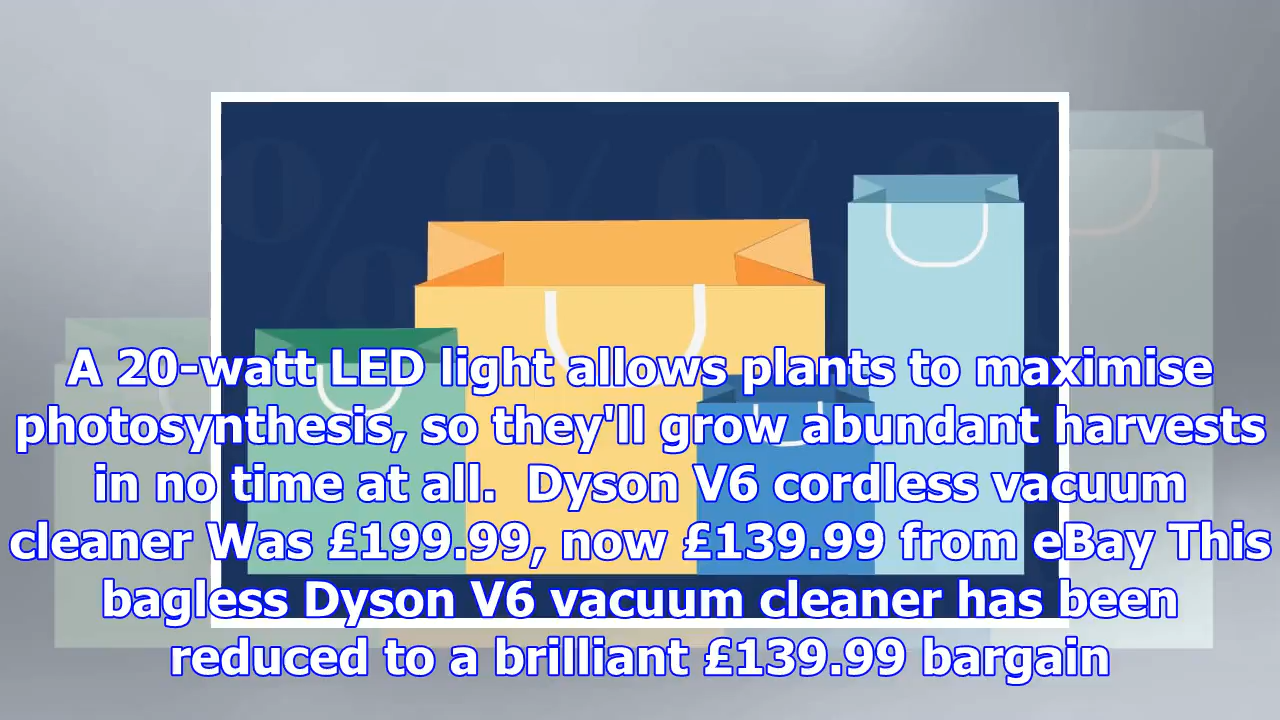 A 20-watt LED light allows plants to maximise
photosynthesis, so they'll grow abundant harvests
in no time at all.  Dyson V6 cordless vacuum
cleaner Was £199.99, now £139.99 from eBay This
bagless Dyson V6 vacuum cleaner has been
reduced to a brilliant £139.99 bargain